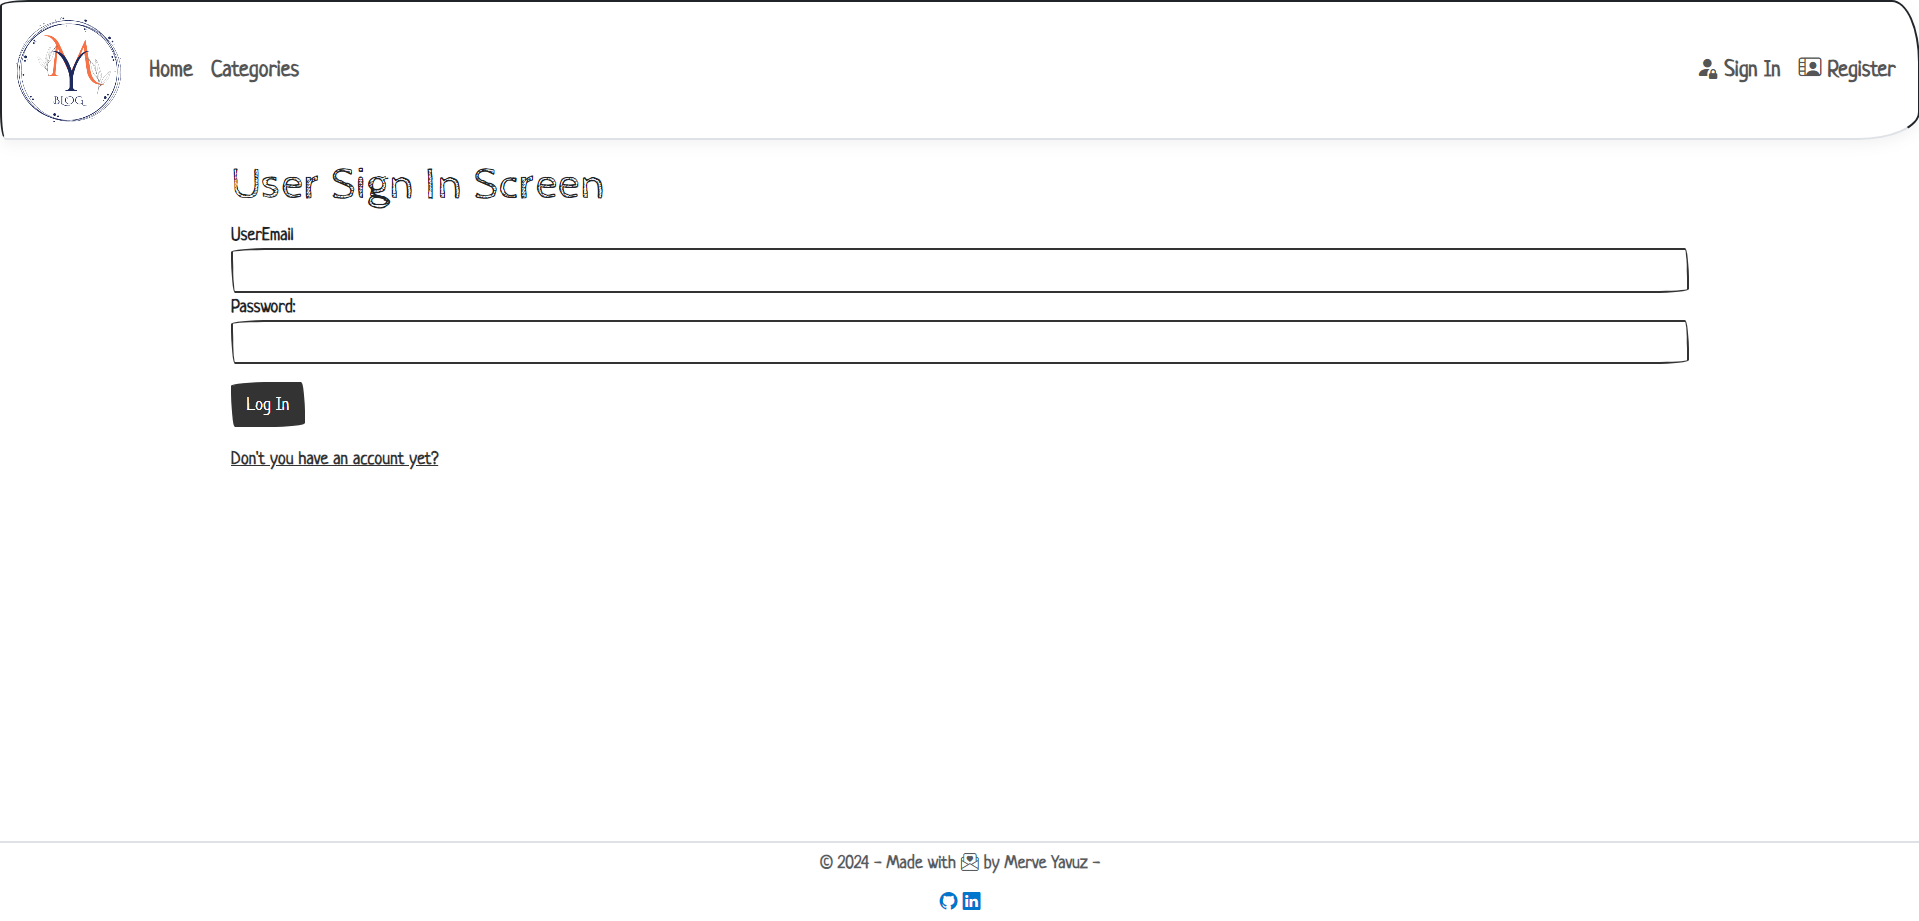 MY
BLOG
Home Categories
Sign In Register
User Sign In Screen
UserEmail
Password:
Log In
Don't you have an account yet?
© 2024 - Made with by Merve Yavuz -